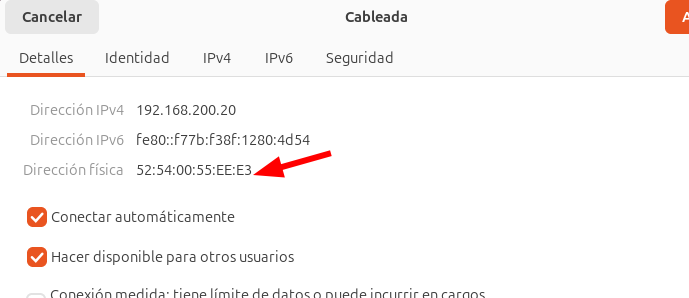 Cancelar Cableada A
Detalles Identidad IPv4 IPv6 Seguridad
Dirección IPv4 192.168.200.20
Dirección IPv6 fe80::f77b:f38f:1280:4d54
Dirección física 52:54:00:55:EE:E3
Conectar automáticamente
Hacer disponible para otros usuarios
Conexión medida: tiene límite de datos o puede incurrir en cargos